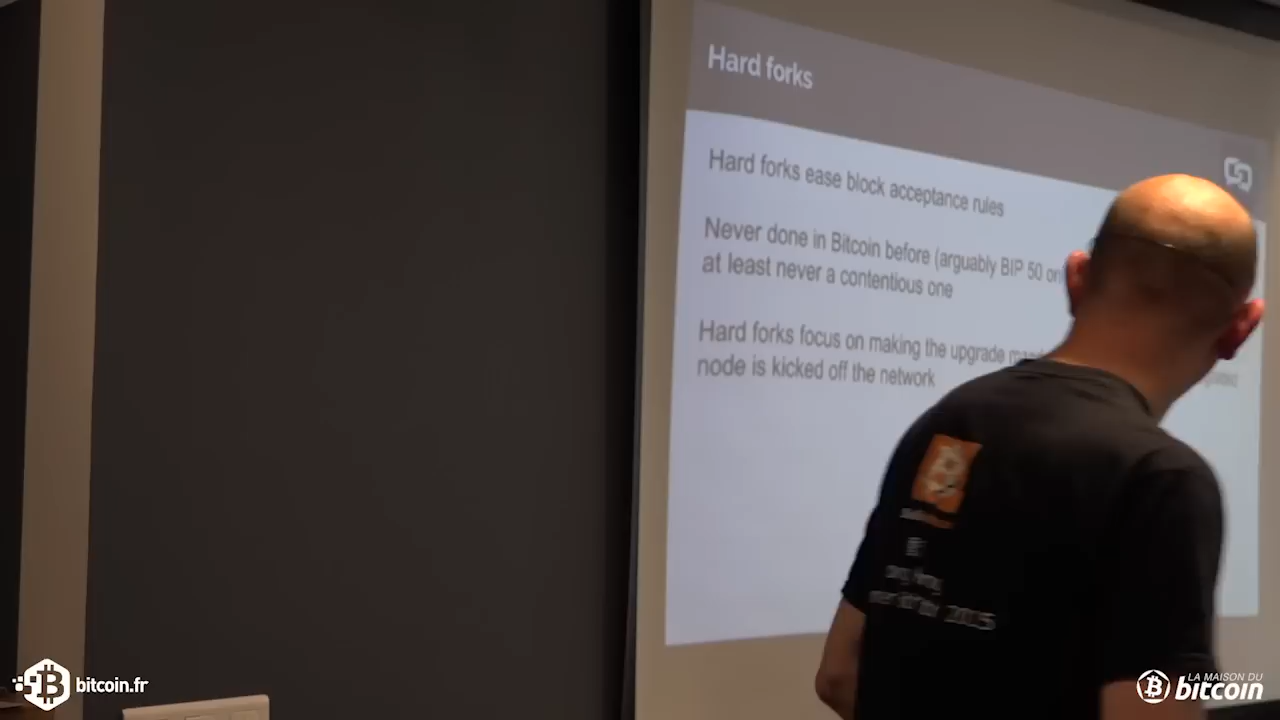 Hard forks
Hard forks ease block acceptance rules
Never done in Bitcoin before (arguably BIP 50
at least never a contentious one
Hard forks focus on making the upgrade
node is kicked off the network
2015
bitcoin.fr
LA MAISON DU
bitcoin